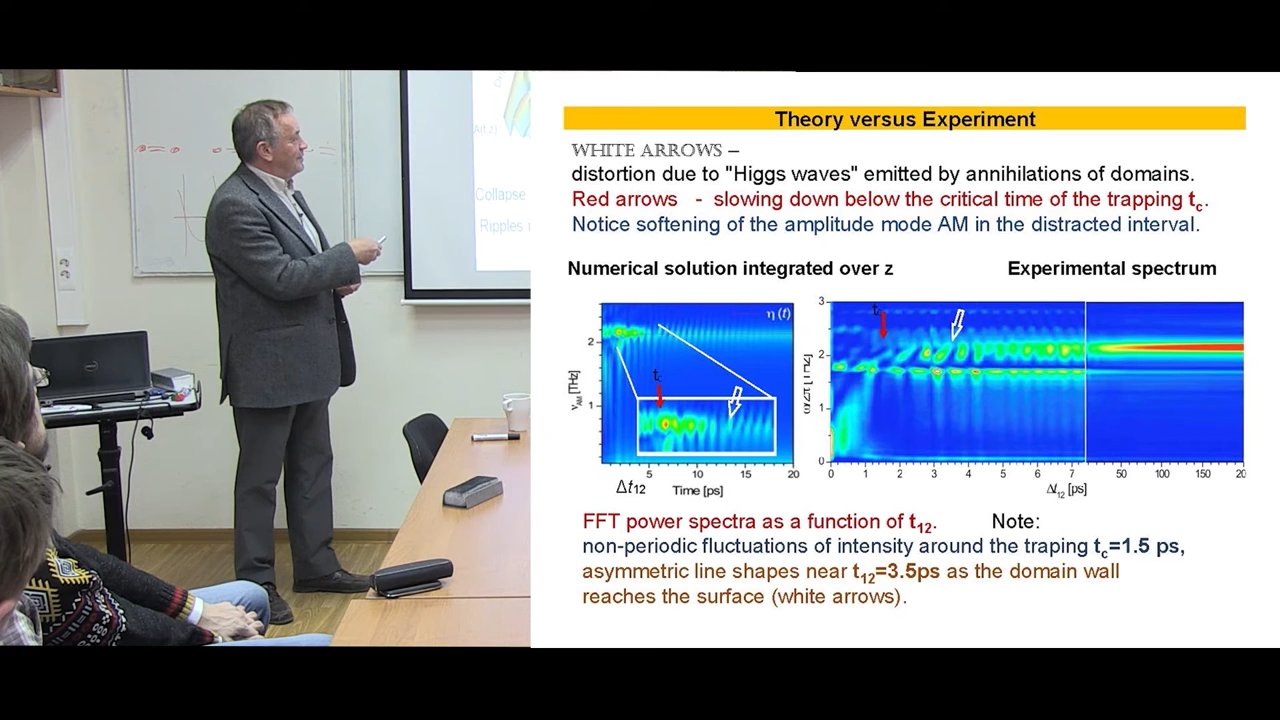 A(t,z)
Collapse
Ripples
Theory versus Experiment
WHITE ARROWS –
distortion due to "Higgs waves" emitted by annihilations of domains.
Red arrows - slowing down below the critical time of the trapping tc.
Notice softening of the amplitude mode AM in the distracted interval.
Numerical solution integrated over z
Experimental spectrum
η (t)
νAM [THz]
2
1
tc
5 10 15 20
Δt12 Time [ps]
ω/2π [THz]
3
2
1
0
t
0 1 2 3 4 5 6 7 50 100 150 20
Δt12 [ps]
FFT power spectra as a function of t12. Note:
non-periodic fluctuations of intensity around the traping tc=1.5 ps,
asymmetric line shapes near t12=3.5ps as the domain wall
reaches the surface (white arrows).